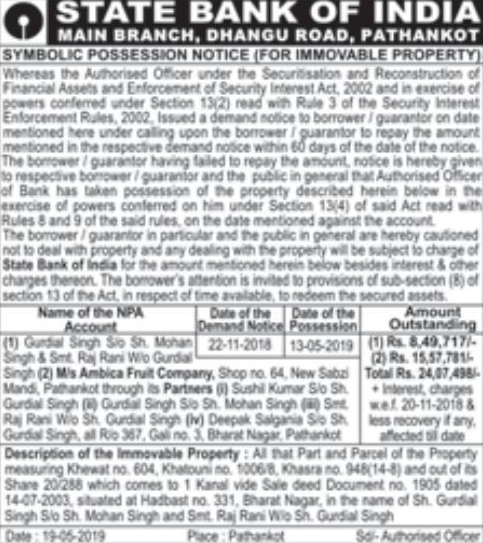 STATE BANK OF INDIA
MAIN BRANCH, DHANGU ROAD, PATHANKOT
SYMBOLIC POSSESSION NOTICE (FOR IMMOVABLE PROPERTY)
Whereas the Authorised Officer under the Securitisation and Reconstruction of
Financial Assets and Enforcement of Security Interest Act, 2002 and in exercise of
powers conferred under Section 13(2) read with Rule 3 of the Security Interest
Enforcement Rules, 2002, Issued a demand notice to borrower / guarantor on date
mentioned here under calling upon the borrower / guarantor to repay the amount
mentioned in the respective demand notice within 60 days of the date of the notice.
The borrower / guarantor having failed to repay the amount, notice is hereby given
to respective borrower / guarantor and the public in general that Authorised Officer
of Bank has taken possession of the property described herein below in the
exercise of powers conferred on him under Section 13(4) of said Act read with
Rules 8 and 9 of the said rules, on the date mentioned against the account.
The borrower / guarantor in particular and the public in general are hereby cautioned
not to deal with property and any dealing with the property will be subject to charge of
State Bank of India for the amount mentioned herein below besides interest & other
charges thereon. The borrower's attention is invited to provisions of sub-section (8) of
section 13 of the Act, in respect of time available, to redeem the secured assets.
Name of the NPA Account
Date of the Demand Notice
Date of the Possession
Amount Outstanding
(1) Gurdial Singh S/o Sh. Mohan
Singh & Smt. Raj Rani W/o Gurdial
22-11-2018
13-05-2019
Singh (2) M/s Ambica Fruit Company, Shop no. 64, New Sabzi
Mandi, Pathankot through its Partners (i) Sushil Kumar S/o Sh.
Gurdial Singh (ii) Gurdial Singh S/o Sh. Mohan Singh (iii) Smt.
Raj Rani W/o Sh. Gurdial Singh (iv) Deepak Salgania S/o Sh.
Gurdial Singh, all R/o 367, Gali no. 3, Bharat Nagar, Pathankot
(1) Rs. 8,49,717/-
(2) Rs. 15,57,781/-
Total Rs. 24,07,498/-
+ Interest, charges
w.e.f. 20-11-2018 &
less recovery if any,
affected till date
Description of the Immovable Property : All that Part and Parcel of the Property
measuring Khewat no. 604, Khatouni no. 1006/8, Khasra no. 948(14-8) and out of its
Share 20/288 which comes to 1 Kanal vide Sale deed Document no. 1905 dated
14-07-2003, situated at Hadbast no. 331, Bharat Nagar, in the name of Sh. Gurdial
Singh S/o Sh. Mohan Singh and Smt. Raj Rani W/o Sh. Gurdial Singh
Date : 19-05-2019 Place : Pathankot Sd/- Authorised Officer